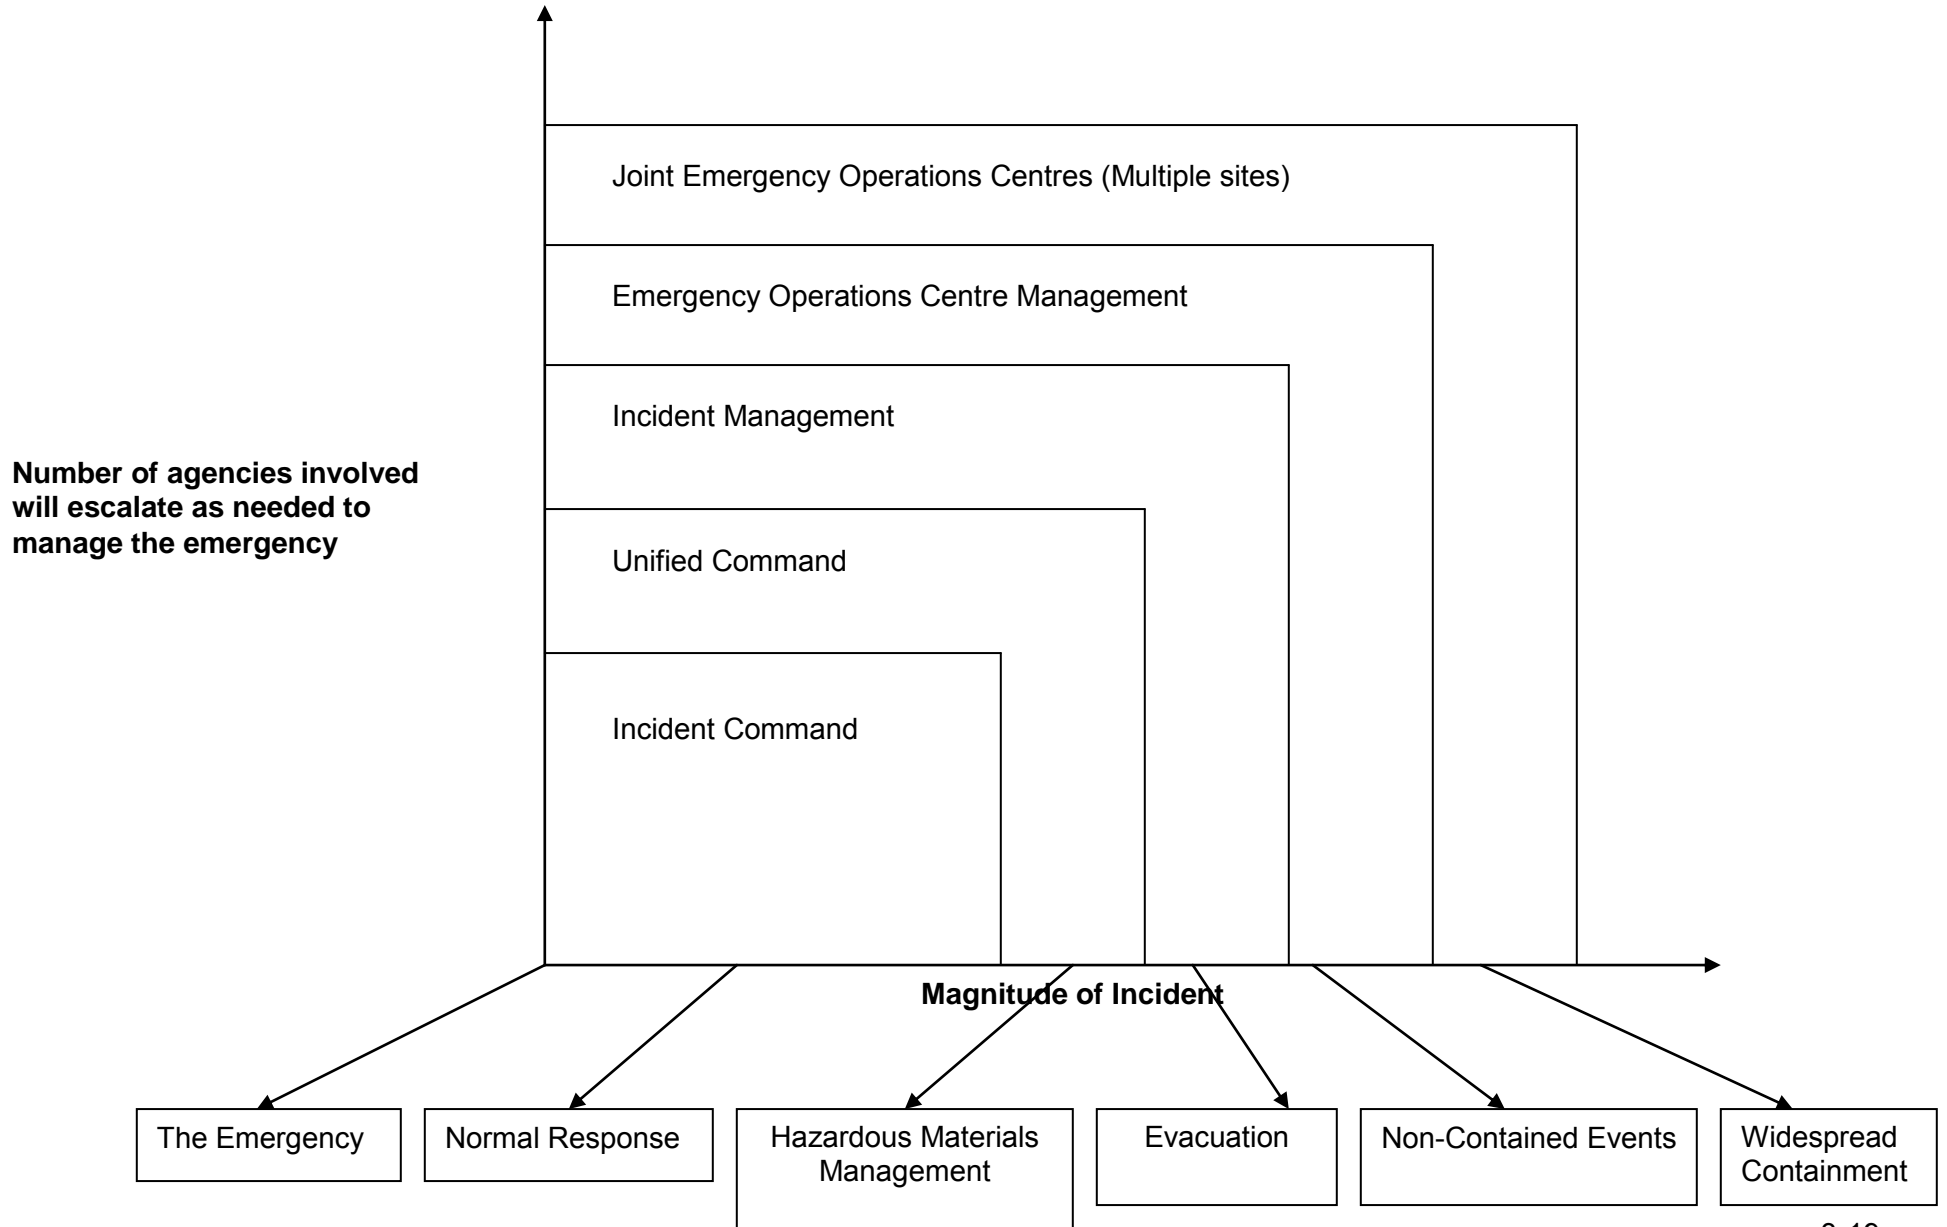 Joint Emergency Operations Centres (Multiple sites)
Emergency Operations Centre Management
Incident Management
Number of agencies involved
will escalate as needed to
manage the emergency
Unified Command
Incident Command
Magnitude of Incident
The Emergency
Normal Response
Hazardous Materials
Management
Evacuation
Non-Contained Events
Widespread
Containment